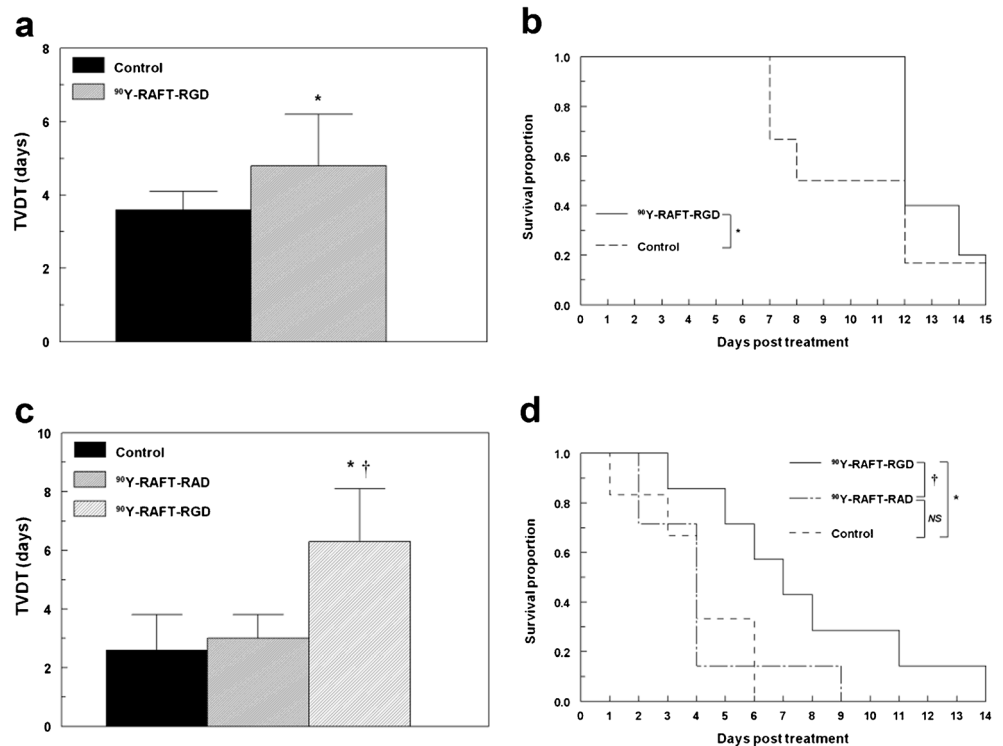 a
8
6
4
2
0
TVDT (days)
Control
⁹⁰Y-RAFT-RGD
*
b
1.0
0.8
0.6
0.4
0.2
0.0
Survival proportion
⁹⁰Y-RAFT-RGD
*
Control
0 1 2 3 4 5 6 7 8 9 10 11 12 13 14 15
Days post treatment
c
10
8
6
4
2
0
TVDT (days)
Control
⁹⁰Y-RAFT-RAD
⁹⁰Y-RAFT-RGD
* †
d
1.0
0.8
0.6
0.4
0.2
0.0
Survival proportion
⁹⁰Y-RAFT-RGD
†
⁹⁰Y-RAFT-RAD
*
NS
Control
0 1 2 3 4 5 6 7 8 9 10 11 12 13 14
Days post treatment